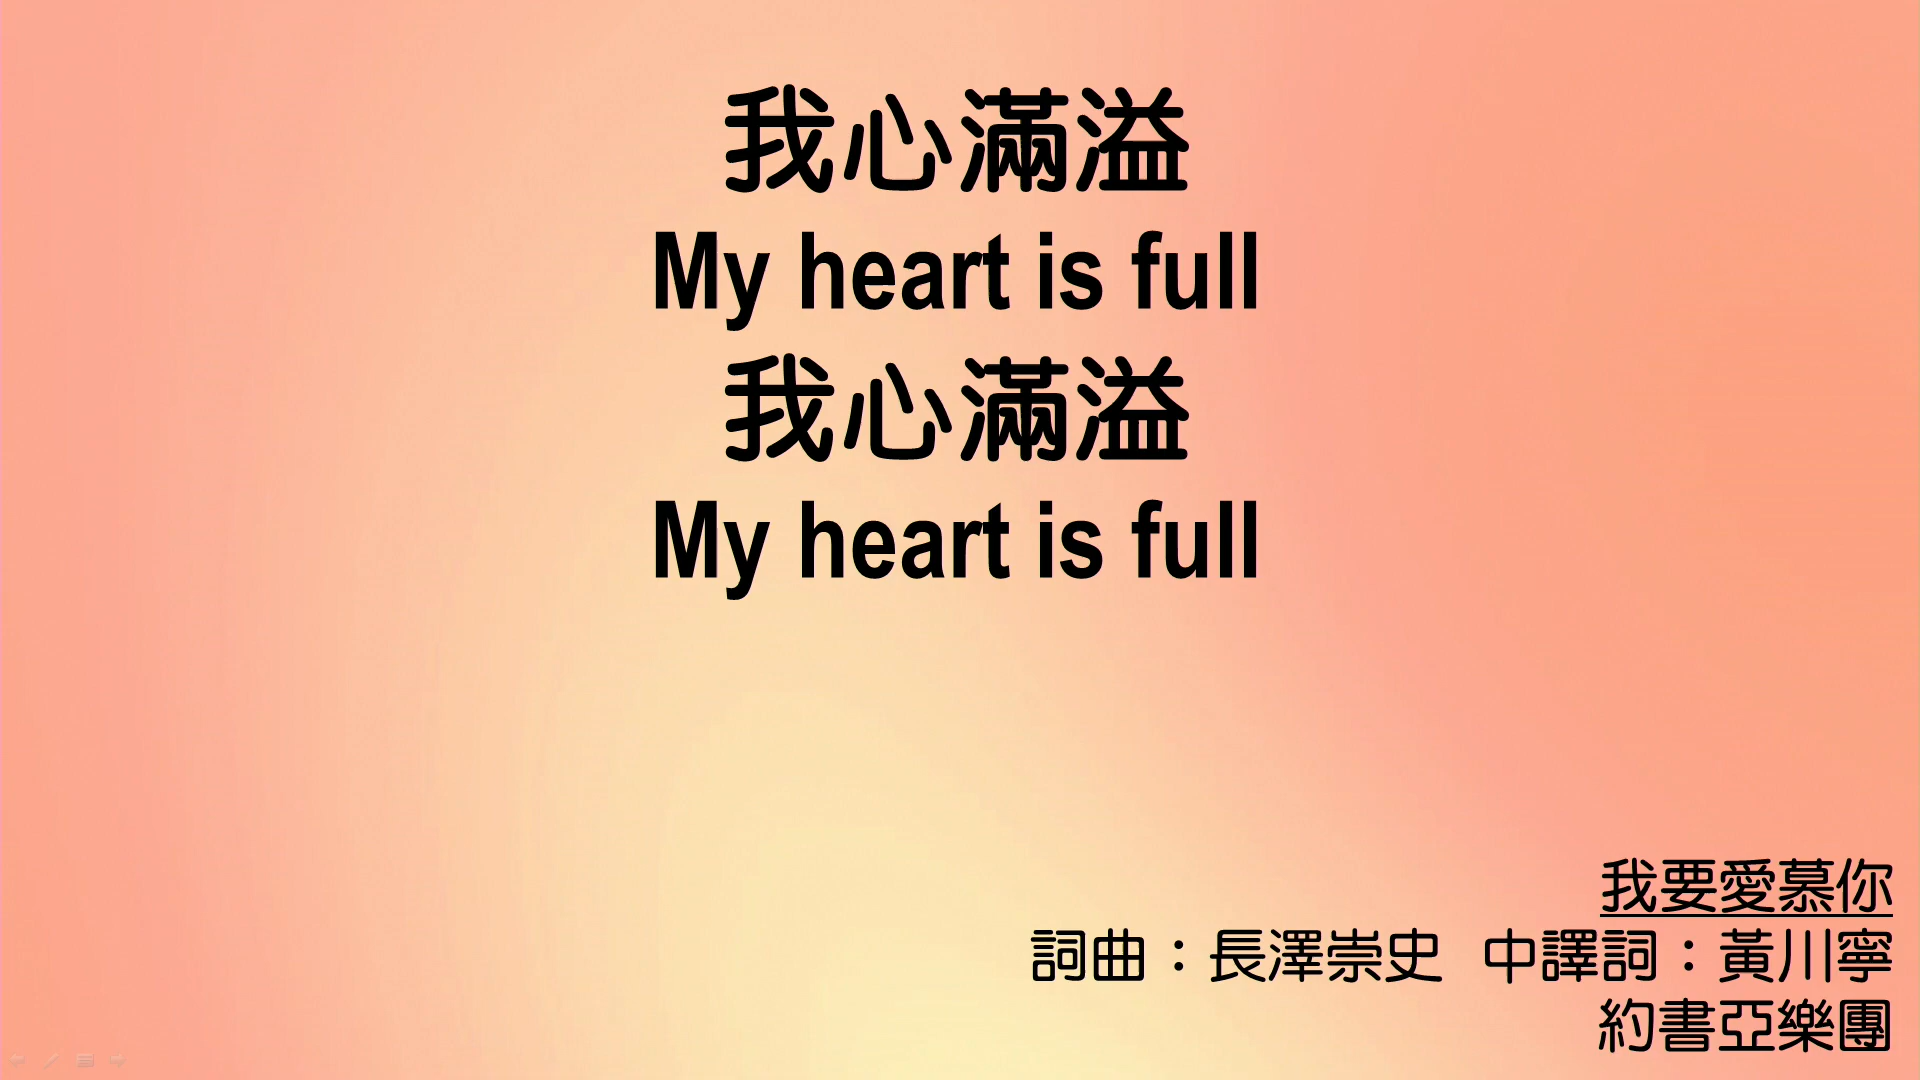 我心滿溢
My heart is full
我心滿溢
My heart is full
我要愛慕你
詞曲：長澤崇史 中譯詞：黃川寧
約書亞樂團